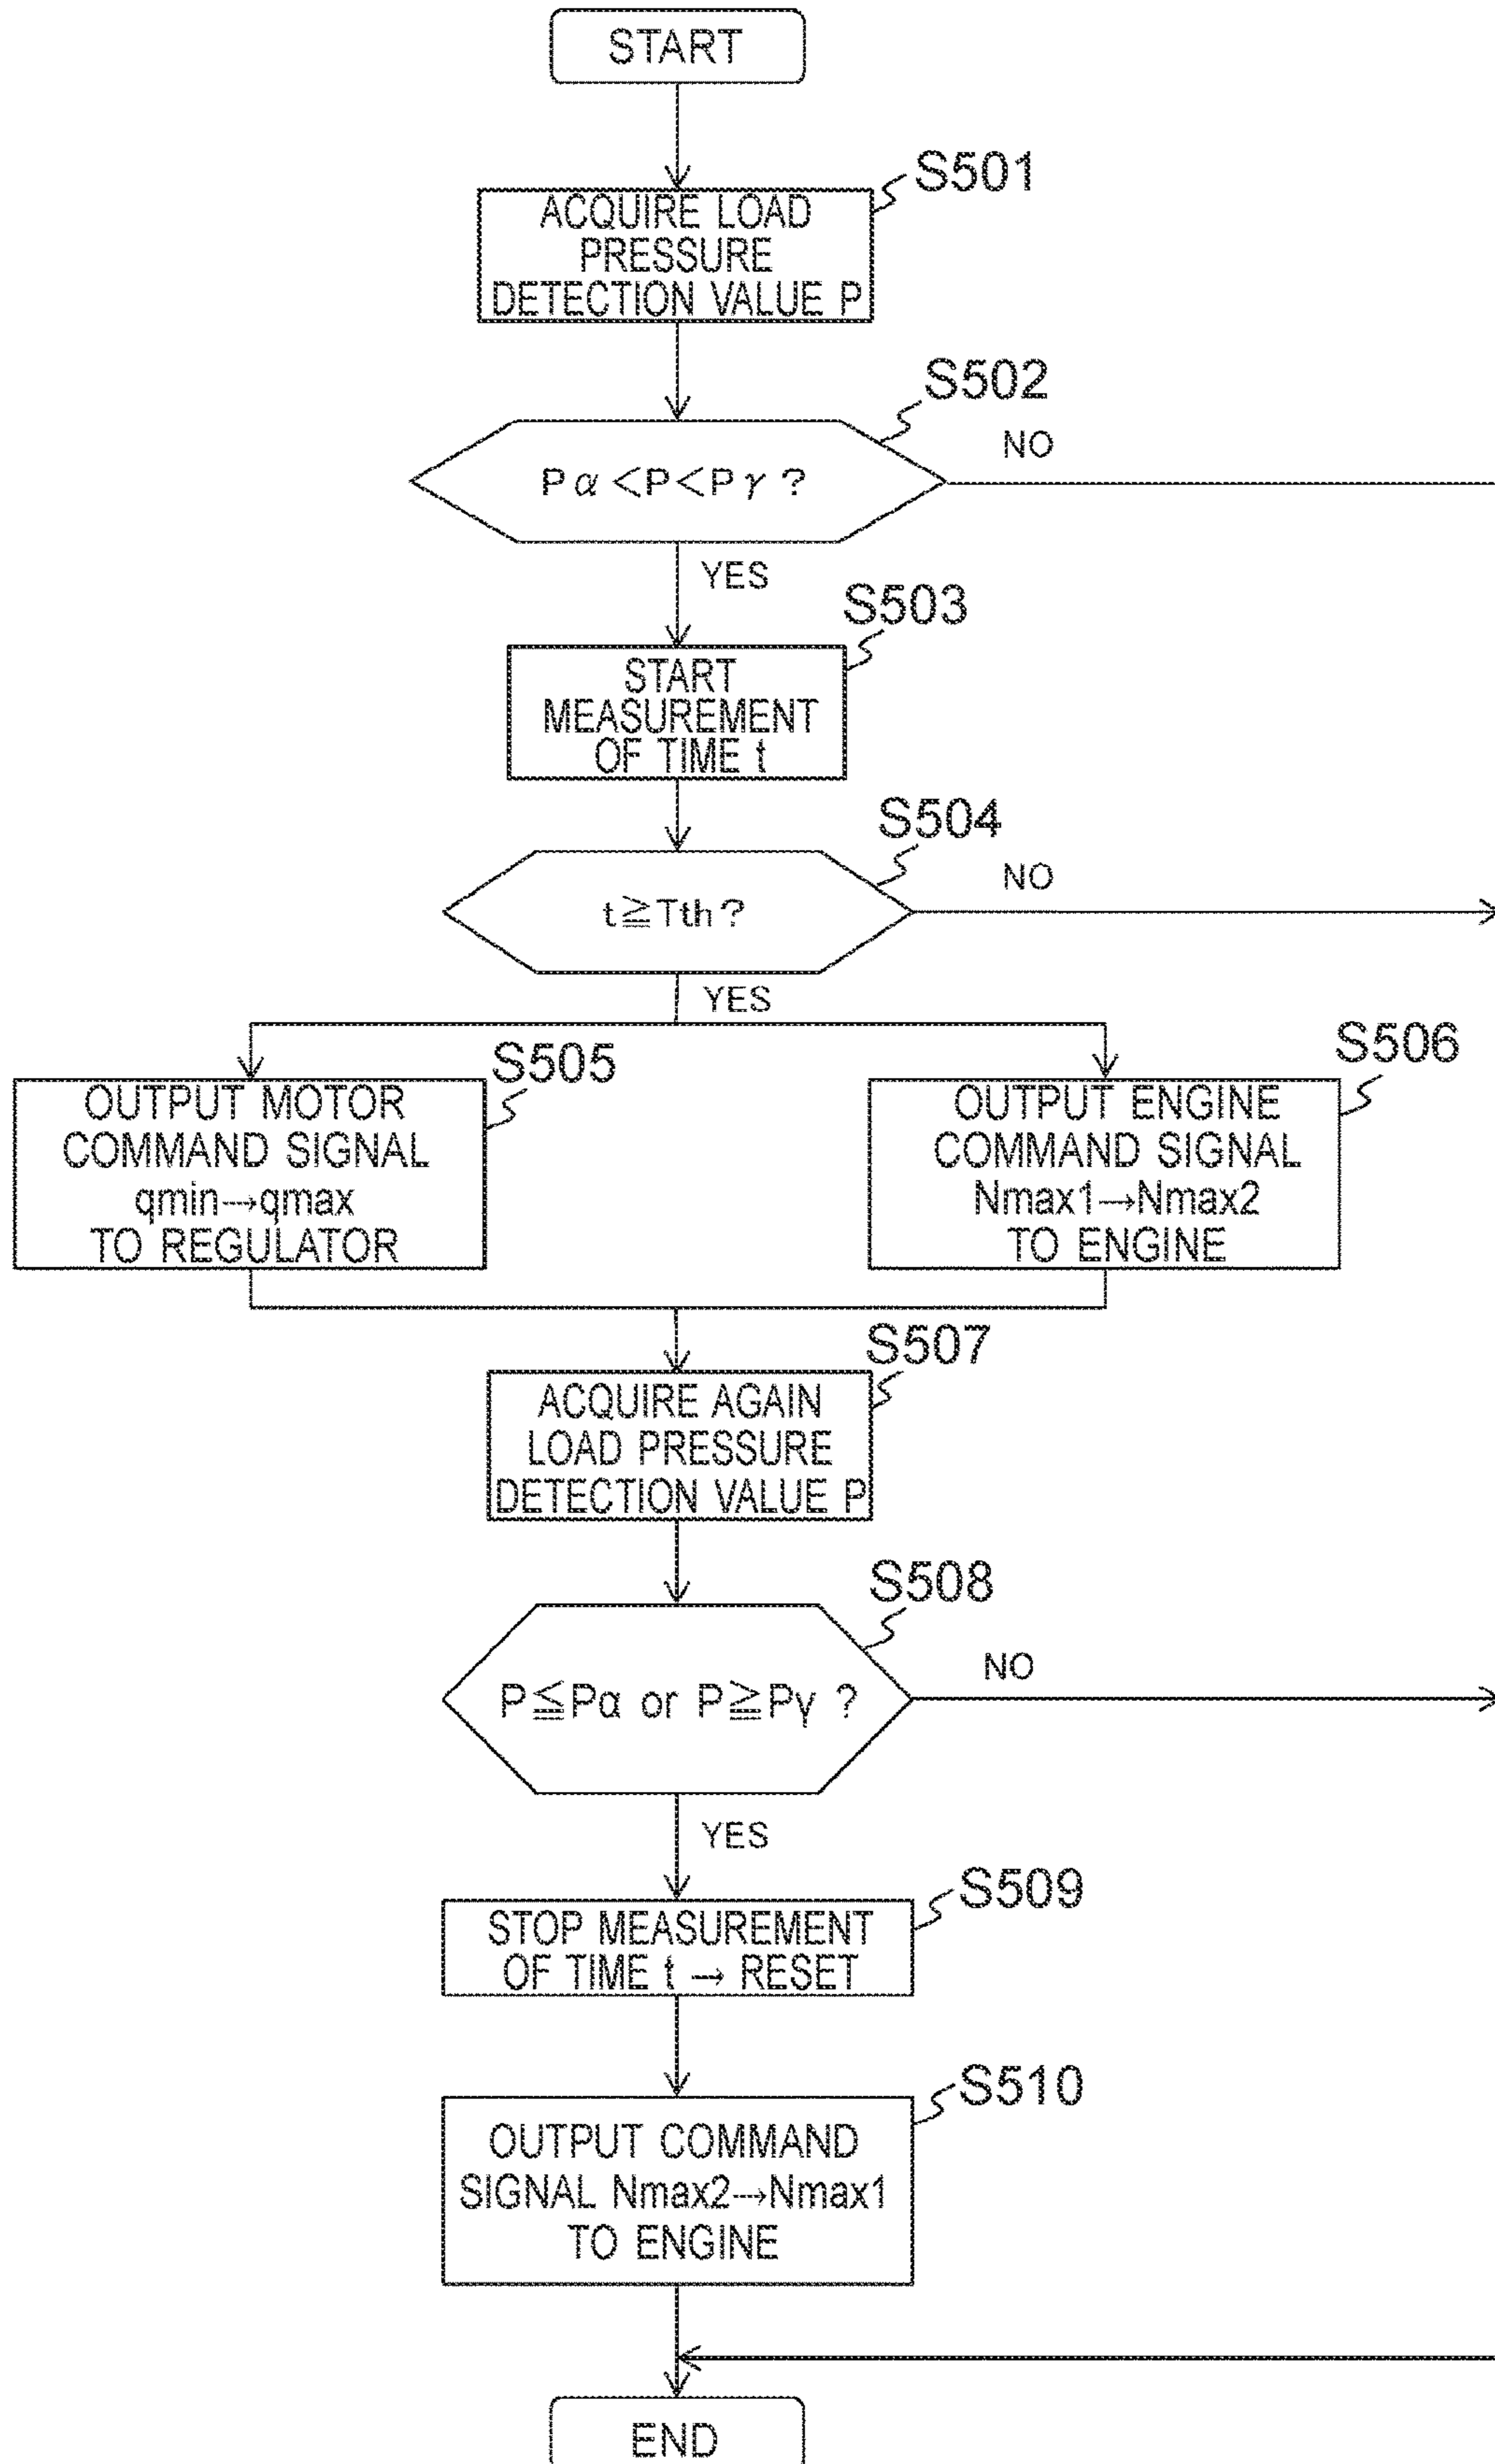 START
S501
ACQUIRE LOAD
PRESSURE
DETECTION VALUE P
S502
Pα<P<Pγ?
NO
YES
S503
START
MEASUREMENT
OF TIME t
S504
t≧Tth?
NO
YES
S505
OUTPUT MOTOR
COMMAND SIGNAL
qmin→qmax
TO REGULATOR
S506
OUTPUT ENGINE
COMMAND SIGNAL
Nmax1→Nmax2
TO ENGINE
S507
ACQUIRE AGAIN
LOAD PRESSURE
DETECTION VALUE P
S508
P≦Pα or P≧Pγ ?
NO
YES
S509
STOP MEASUREMENT
OF TIME t → RESET
S510
OUTPUT COMMAND
SIGNAL Nmax2→Nmax1
TO ENGINE
END